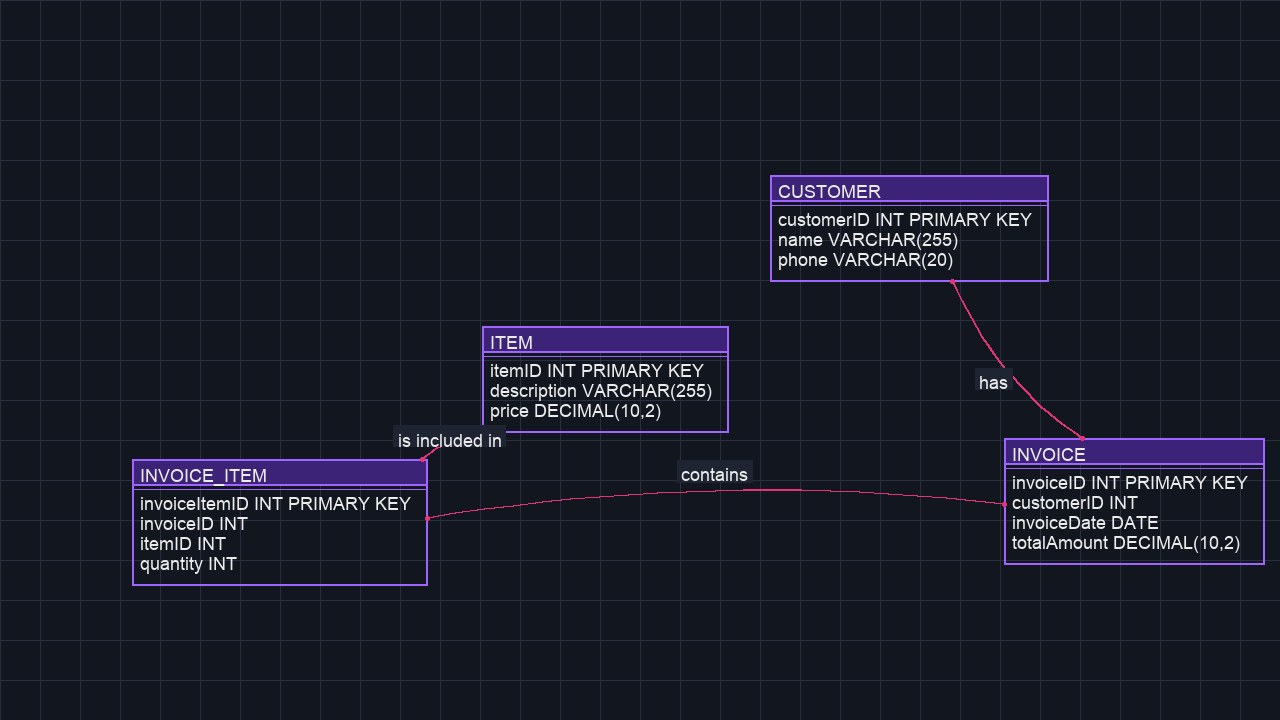 CUSTOMER
customerID INT PRIMARY KEY
name VARCHAR(255)
phone VARCHAR(20)
ITEM
itemID INT PRIMARY KEY
description VARCHAR(255)
price DECIMAL(10,2)
has
is included in
INVOICE
invoiceID INT PRIMARY KEY
customerID INT
invoiceDate DATE
totalAmount DECIMAL(10,2)
contains
INVOICE_ITEM
invoiceItemID INT PRIMARY KEY
invoiceID INT
itemID INT
quantity INT